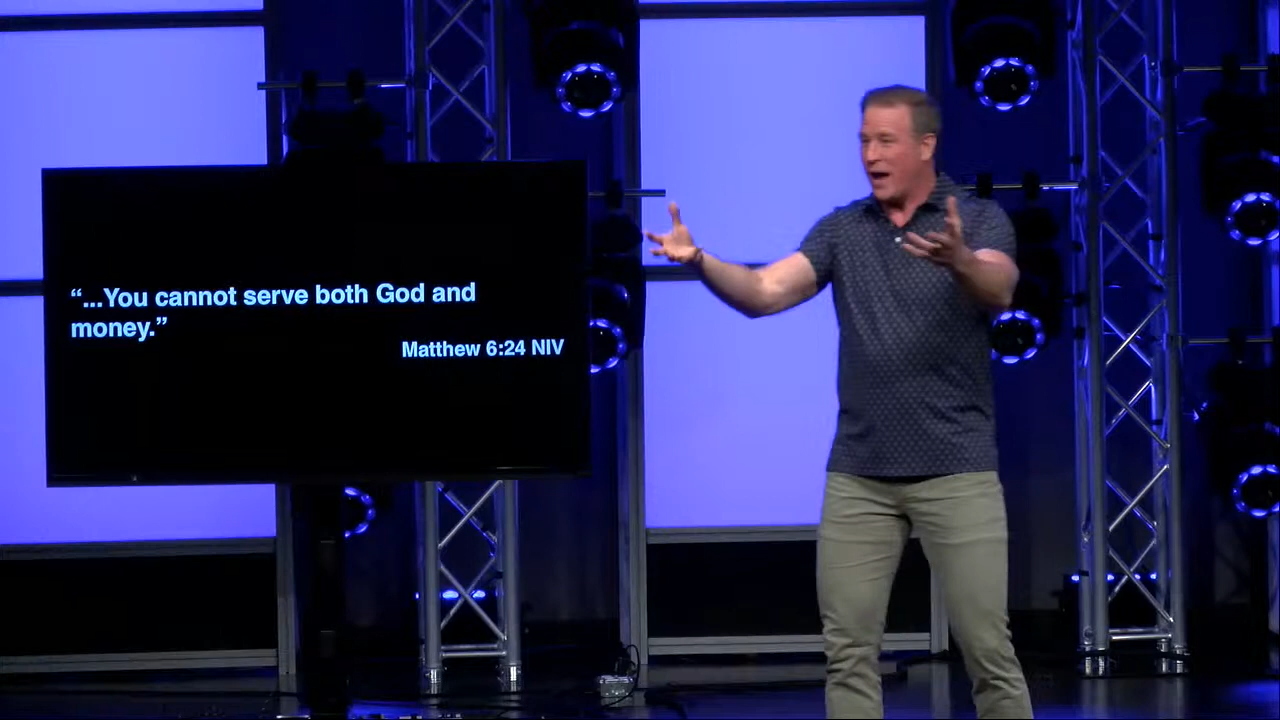 “...You cannot serve both God and
money.”
Matthew 6:24 NIV